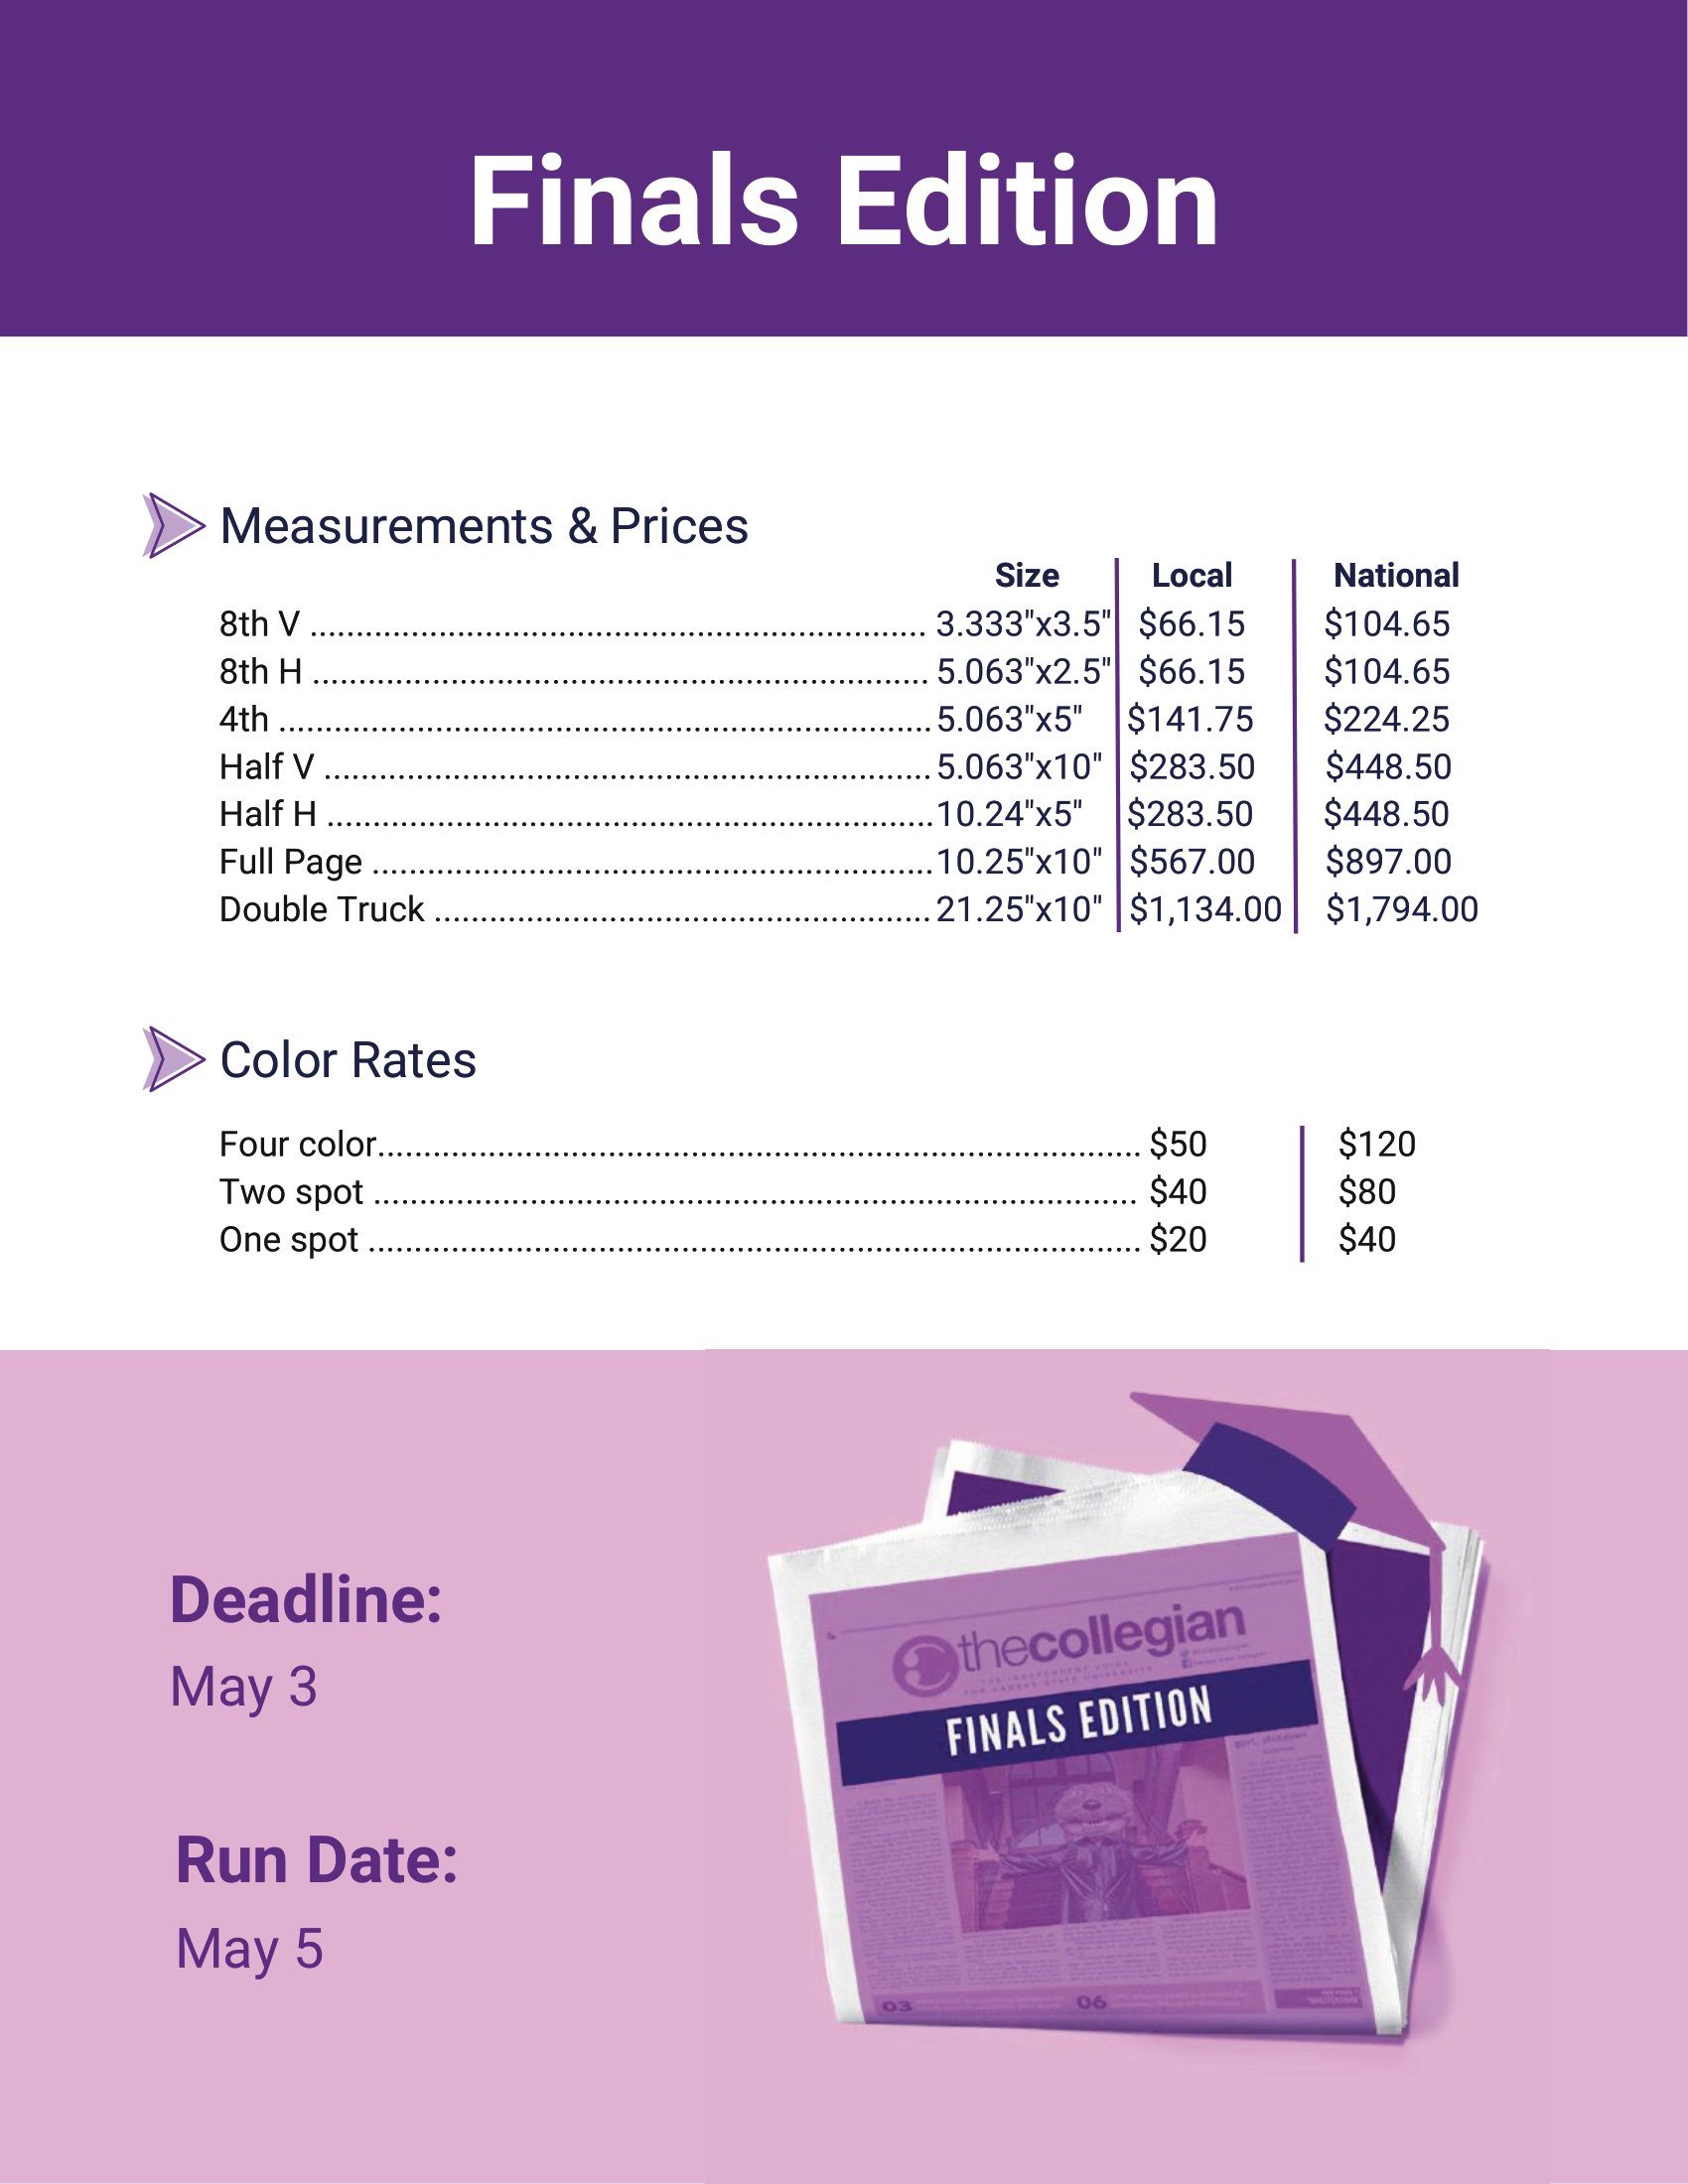 Finals Edition
Measurements & Prices
Size Local National
8th V .................................................................... 3.333"x3.5" $66.15 $104.65
8th H .................................................................... 5.063"x2.5" $66.15 $104.65
4th ........................................................................ 5.063"x5" $141.75 $224.25
Half V ................................................................... 5.063"x10" $283.50 $448.50
Half H ................................................................... 10.24"x5" $283.50 $448.50
Full Page .............................................................. 10.25"x10" $567.00 $897.00
Double Truck ....................................................... 21.25"x10" $1,134.00 $1,794.00
Color Rates
Four color.................................................................................... $50 $120
Two spot .................................................................................... $40 $80
One spot ..................................................................................... $20 $40
Deadline:
May 3
Run Date:
May 5
thecollegian
THE INDEPENDENT VOICE
FOR KANSAS STATE UNIVERSITY
FINALS EDITION
govt. shutdown
03
06